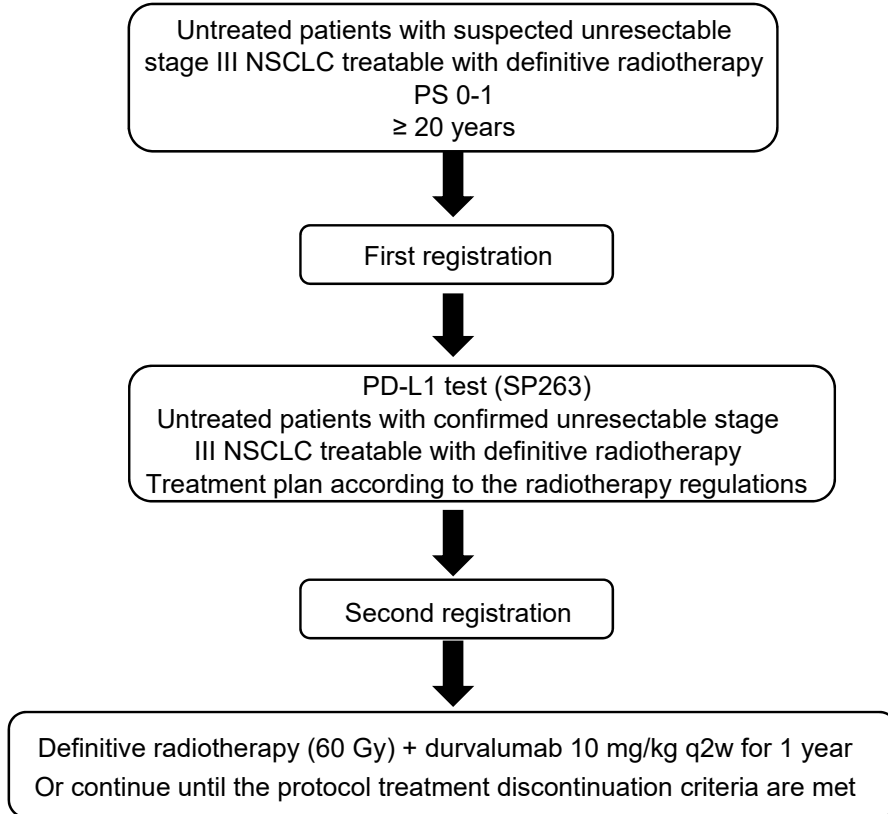 Untreated patients with suspected unresectable
stage III NSCLC treatable with definitive radiotherapy
PS 0-1
≥ 20 years
First registration
PD-L1 test (SP263)
Untreated patients with confirmed unresectable stage
III NSCLC treatable with definitive radiotherapy
Treatment plan according to the radiotherapy regulations
Second registration
Definitive radiotherapy (60 Gy) + durvalumab 10 mg/kg q2w for 1 year
Or continue until the protocol treatment discontinuation criteria are met